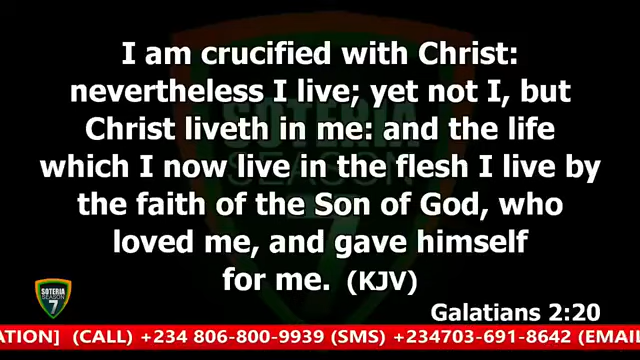 I am crucified with Christ:
nevertheless I live; yet not I, but
Christ liveth in me: and the life
which I now live in the flesh I live by
the faith of the Son of God, who
loved me, and gave himself
for me. (KJV)
Galatians 2:20
SOTERIA
SEASON
7
SOTERIA
SEASON
7
ATION] (CALL) +234 806-800-9939 (SMS) +234703-691-8642 (EMAIL